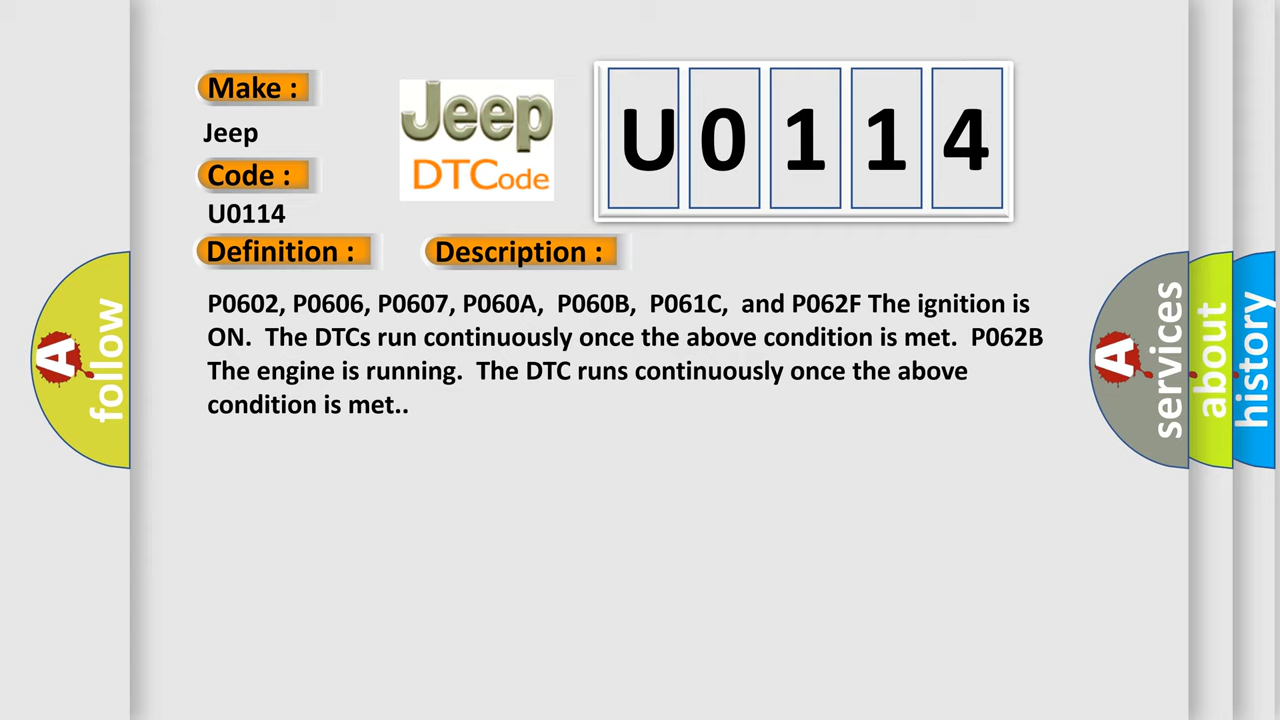 Make :
Jeep
Code :
U0114
Definition :
Description :
Jeep
DTCode
U0114
P0602, P0606, P0607, P060A,  P060B,  P061C,  and P062F The ignition is
ON  The DTCs run continuously once the above condition is met  P062B
The engine is running  The DTC runs continuously once the above
condition is met..
A
follow
A
services
about
history